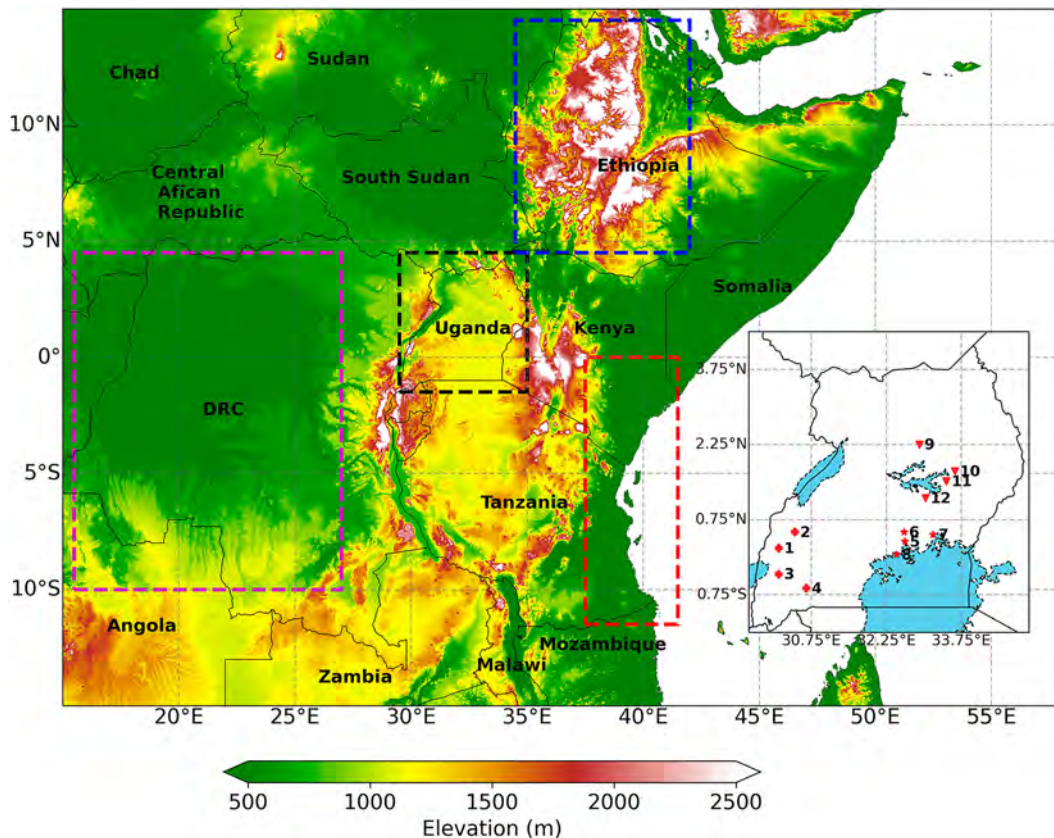 Chad
Sudan
10°N
Ethiopia
Central
Afican
Republic
South Sudan
5°N
Somalia
Uganda
Kenya
0°
3.75°N
DRC
2.25°N
9
10
11
12
5°S
Tanzania
0.75°N
2
6
7
5
1
8
3
4
0.75°S
10°S
Angola
Mozambique
30.75°E
32.25°E
33.75°E
Zambia
Malawi
20°E
25°E
30°E
35°E
40°E
45°E
50°E
55°E
500
1000
1500
2000
2500
Elevation (m)